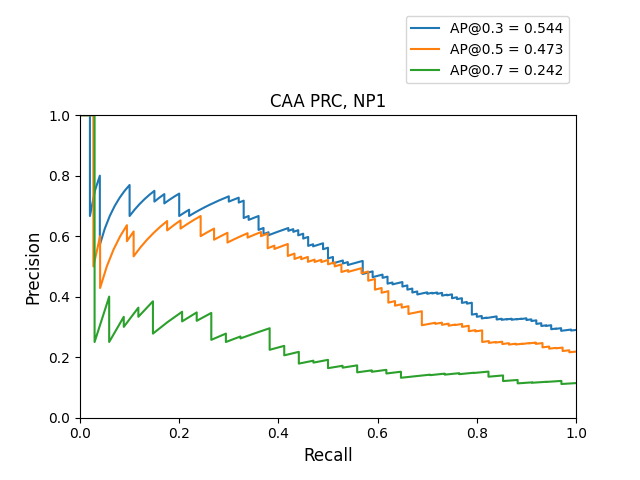 AP@0.3 = 0.544
AP@0.5 = 0.473
AP@0.7 = 0.242
CAA PRC, NP1
1.0
0.8
0.6
0.4
0.2
0.0
Precision
0.0 0.2 0.4 0.6 0.8 1.0
Recall